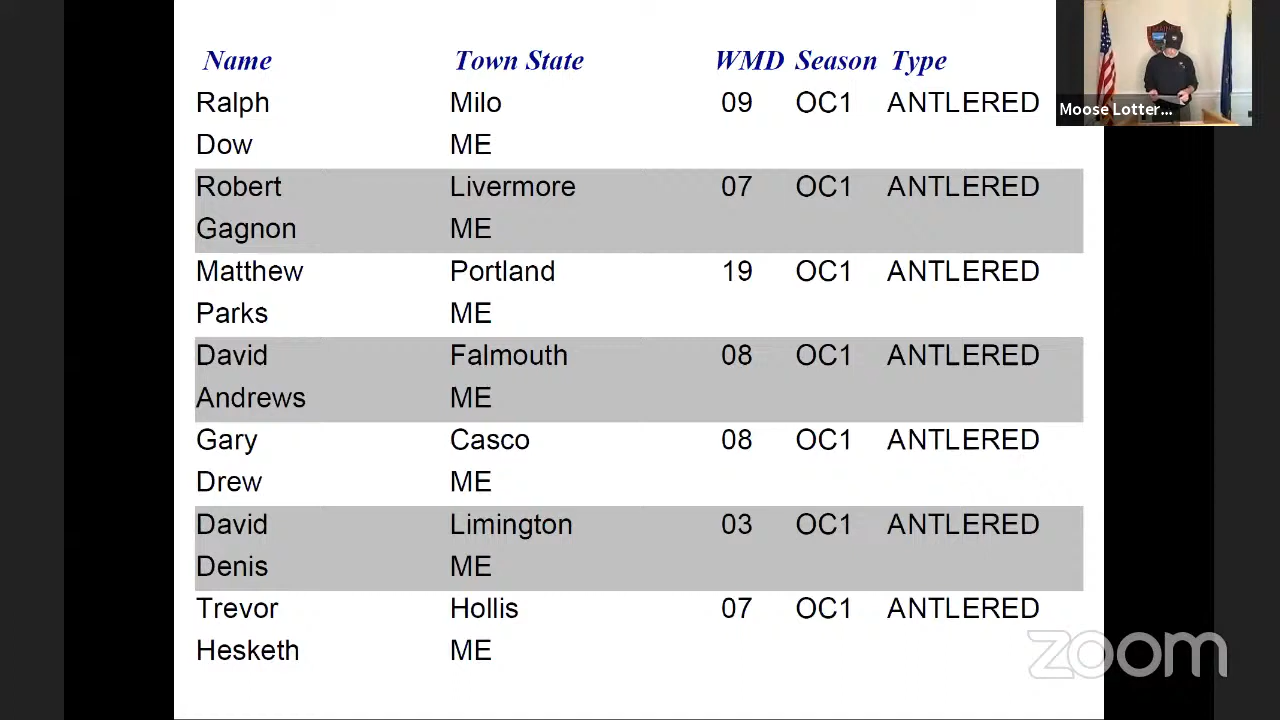 Name Town State WMD Season Type
Ralph Milo 09 OC1 ANTLERED
Dow ME
Robert Livermore 07 OC1 ANTLERED
Gagnon ME
Matthew Portland 19 OC1 ANTLERED
Parks ME
David Falmouth 08 OC1 ANTLERED
Andrews ME
Gary Casco 08 OC1 ANTLERED
Drew ME
David Limington 03 OC1 ANTLERED
Denis ME
Trevor Hollis 07 OC1 ANTLERED
Hesketh ME
Moose Lotter...
zoom